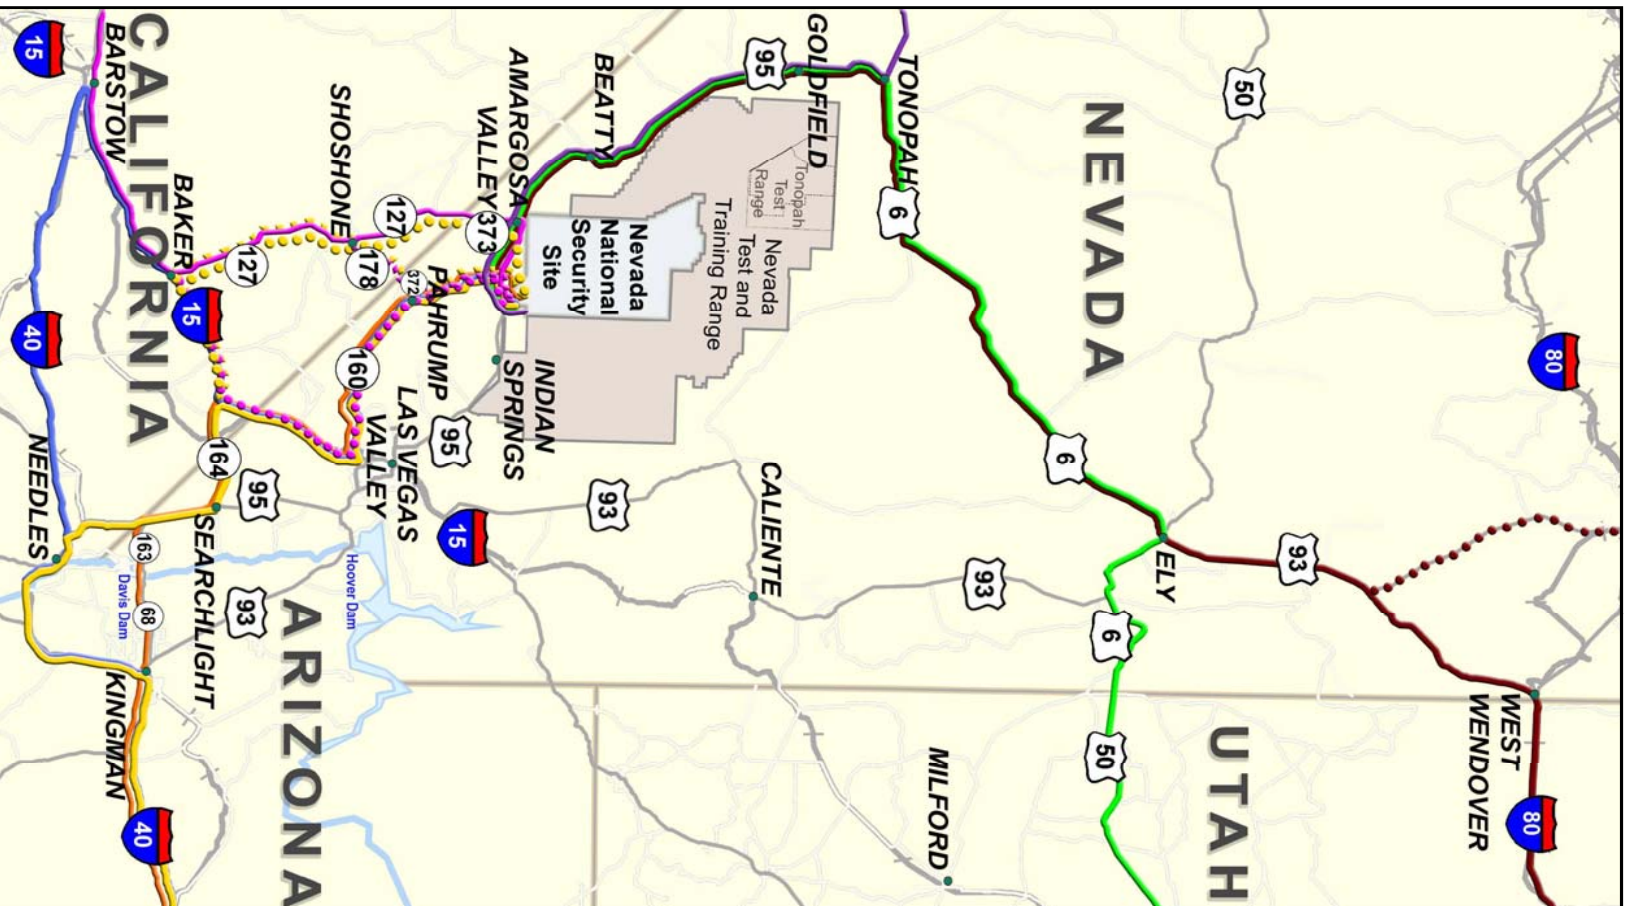 80
80
WEST
WENDOVER
93
50
UTAH
ELY
NEVADA
6
50
6
93
MILFORD
TONOPAH
6
GOLDFIELD
Tonopah
Test
Range
Nevada
Test and
Training Range
CALIENTE
95
Nevada
National
Security
Site
BEATTY
93
INDIAN
SPRINGS
AMARGOSA
VALLEY
373
15
95
PAHRUMP
372
LAS VEGAS
VALLEY
127
178
160
Hoover Dam
SHOSHONE
ARIZONA
95
127
93
164
SEARCHLIGHT
15
BAKER
CALIFORNIA
163
68
40
Davis Dam
BARSTOW
KINGMAN
15
40
NEEDLES